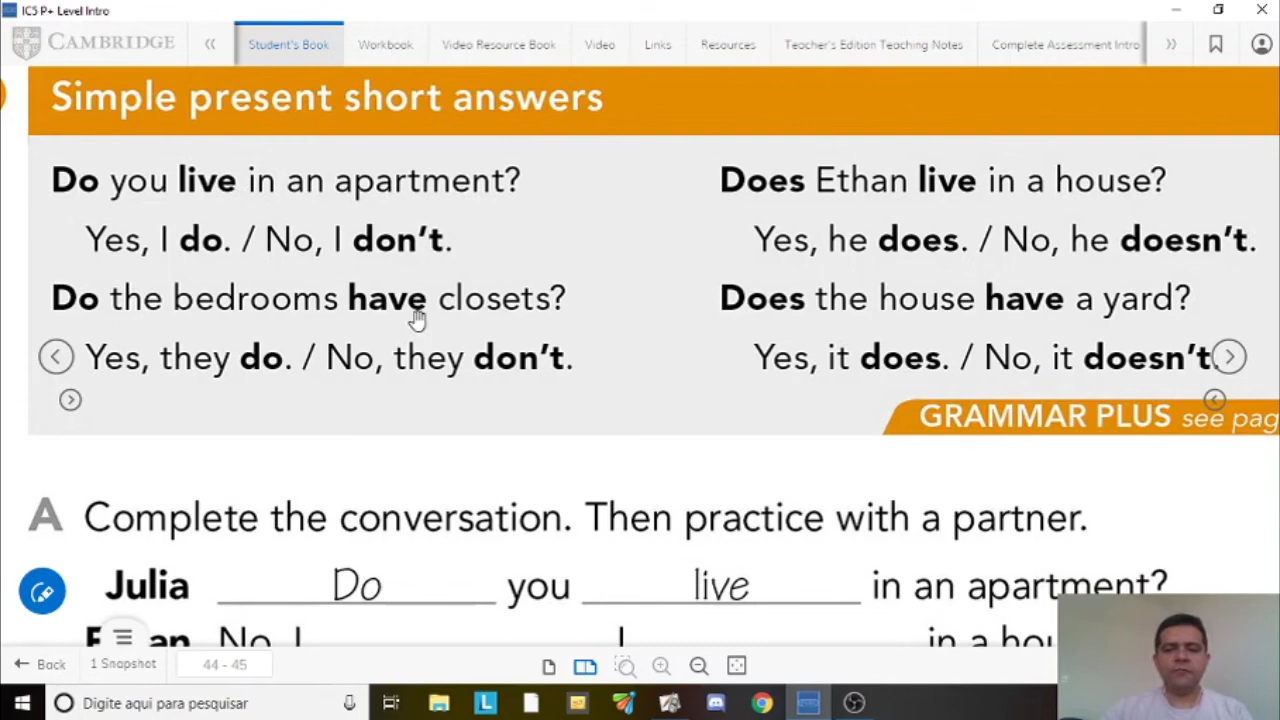 IC5 P+ Level Intro
CAMBRIDGE
Student's Book
Workbook
Video Resource Book
Video
Links
Resources
Teacher's Edition Teaching Notes
Complete Assessment Intro
Simple present short answers
Do you live in an apartment?
Yes, I do. / No, I don't.
Do the bedrooms have closets?
Yes, they do. / No, they don't.
Does Ethan live in a house?
Yes, he does. / No, he doesn't.
Does the house have a yard?
Yes, it does. / No, it doesn't
GRAMMAR PLUS see pag
A Complete the conversation. Then practice with a partner.
Julia Do you live in an apartment?
No, I in a
Back
1 Snapshot
44 - 45
Digite aqui para pesquisar